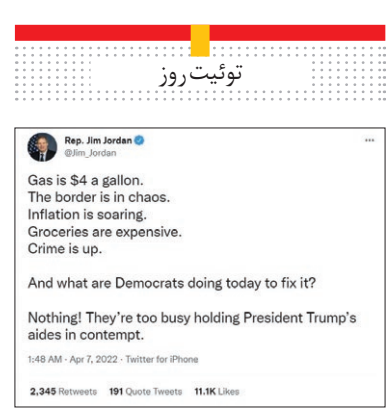 توئیت روز
Rep. Jim Jordan
@Jim_Jordan
Gas is $4 a gallon.
The border is in chaos.
Inflation is soaring.
Groceries are expensive.
Crime is up.
And what are Democrats doing today to fix it?
Nothing! They're too busy holding President Trump's
aides in contempt.
1:48 AM · Apr 7, 2022 · Twitter for iPhone
2,345 Retweets 191 Quote Tweets 11.1K Likes